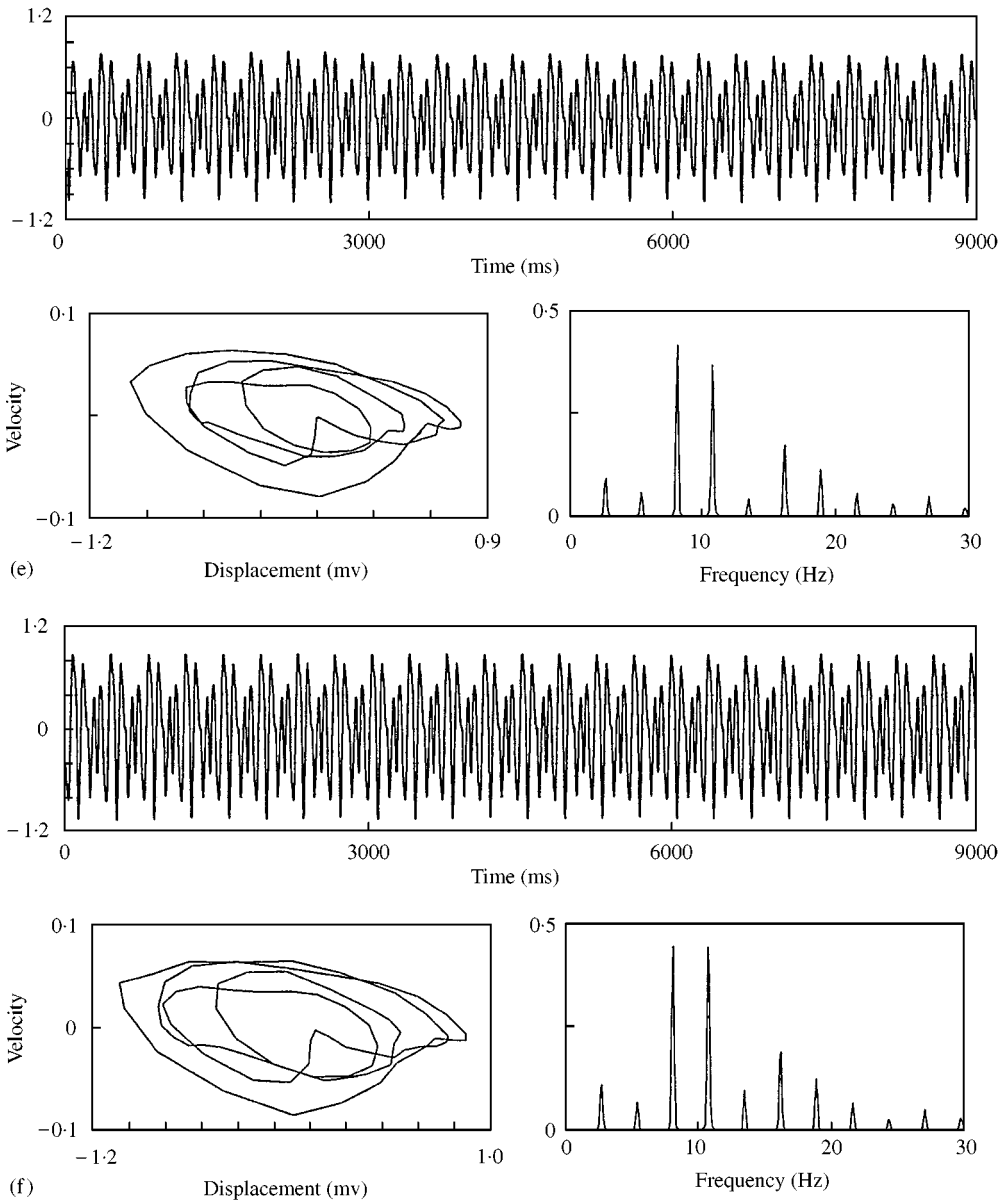 1·2
0
−1·2
0 3000 6000 9000
Time (ms)
0·1
Velocity
−0·1
−1·2 0·9
Displacement (mv)
0·5
0
0 10 20 30
Frequency (Hz)
(e)
1·2
0
−1·2
0 3000 6000 9000
Time (ms)
0·1
0
Velocity
−0·1
−1·2 1·0
Displacement (mv)
0·5
0
0 10 20 30
Frequency (Hz)
(f)